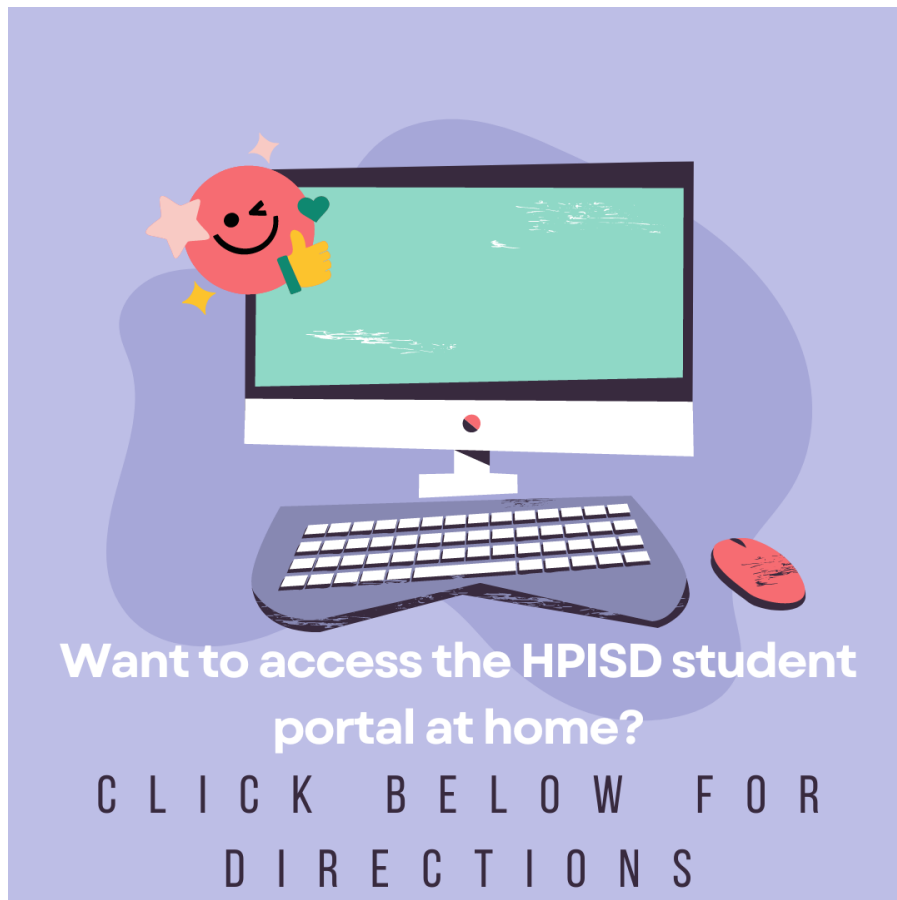 Want to access the HPISD student
portal at home?
CLICK BELOW FOR
DIRECTIONS